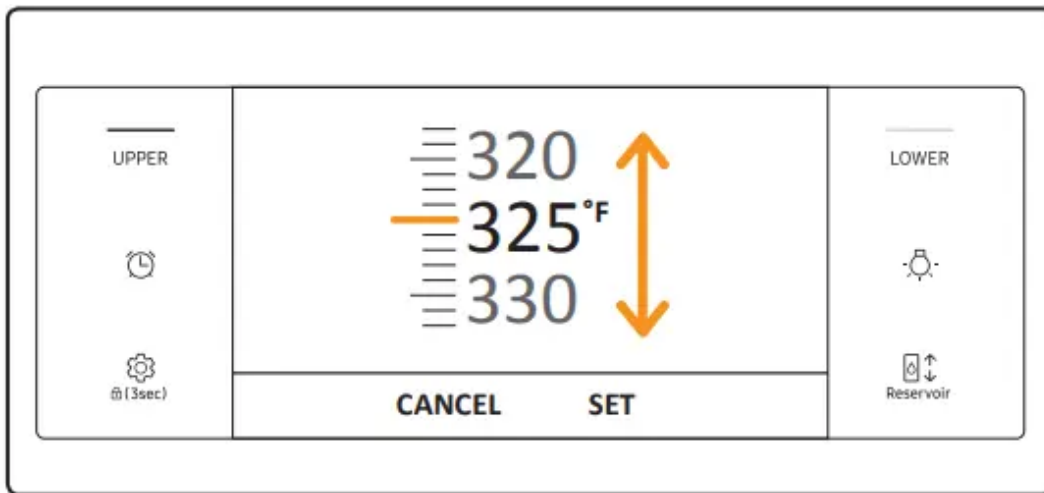 UPPER
(3sec)
320
325°F
330
CANCEL SET
LOWER
Reservoir